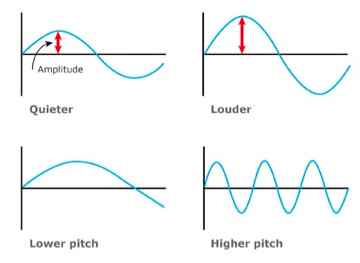 Amplitude
Quieter
Louder
Lower pitch
Higher pitch